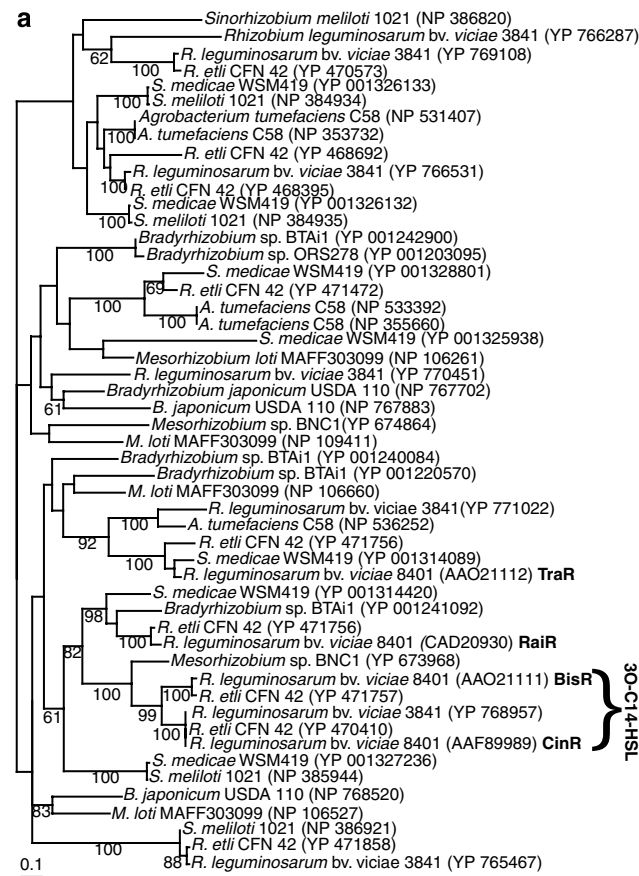 a
Sinorhizobium meliloti 1021 (NP 386820)
Rhizobium leguminosarum bv. viciae 3841 (YP 766287)
62
R. leguminosarum bv. viciae 3841 (YP 769108)
100
R. etli CFN 42 (YP 470573)
S. medicae WSM419 (YP 001326133)
100
S. meliloti 1021 (NP 384934)
Agrobacterium tumefaciens C58 (NP 531407)
100
A. tumefaciens C58 (NP 353732)
R. etli CFN 42 (YP 468692)
R. leguminosarum bv. viciae 3841 (YP 766531)
100
R. etli CFN 42 (YP 468395)
S. medicae WSM419 (YP 001326132)
100
S. meliloti 1021 (NP 384935)
Bradyrhizobium sp. BTAi1 (YP 001242900)
100
Bradyrhizobium sp. ORS278 (YP 001203095)
S. medicae WSM419 (YP 001328801)
69
R. etli CFN 42 (YP 471472)
100
A. tumefaciens C58 (NP 533392)
100
A. tumefaciens C58 (NP 355660)
S. medicae WSM419 (YP 001325938)
Mesorhizobium loti MAFF303099 (NP 106261)
R. leguminosarum bv. viciae 3841 (YP 770451)
Bradyrhizobium japonicum USDA 110 (NP 767702)
61
B. japonicum USDA 110 (NP 767883)
Mesorhizobium sp. BNC1(YP 674864)
M. loti MAFF303099 (NP 109411)
Bradyrhizobium sp. BTAi1 (YP 001240084)
Bradyrhizobium sp. BTAi1 (YP 001220570)
M. loti MAFF303099 (NP 106660)
R. leguminosarum bv. viciae 3841(YP 771022)
100
A. tumefaciens C58 (NP 536252)
92
R. etli CFN 42 (YP 471756)
100
S. medicae WSM419 (YP 001314089)
R. leguminosarum bv. viciae 8401 (AAO21112) TraR
S. medicae WSM419 (YP 001314420)
98
Bradyrhizobium sp. BTAi1 (YP 001241092)
R. etli CFN 42 (YP 471756)
100
R. leguminosarum bv. viciae 8401 (CAD20930) RaiR
82
Mesorhizobium sp. BNC1 (YP 673968)
R. leguminosarum bv. viciae 8401 (AAO21111) BisR
100
100
R. etli CFN 42 (YP 471757)
61
99
R. leguminosarum bv. viciae 3841 (YP 768957)
100
R. etli CFN 42 (YP 470410)
R. leguminosarum bv. viciae 8401 (AAF89989) CinR
3O-C14-HSL
S. medicae WSM419 (YP 001327236)
100
S. meliloti 1021 (NP 385944)
B. japonicum USDA 110 (NP 768520)
83
M. loti MAFF303099 (NP 106527)
S. meliloti 1021 (NP 386921)
100
R. etli CFN 42 (YP 471858)
88
R. leguminosarum bv. viciae 3841 (YP 765467)
0.1